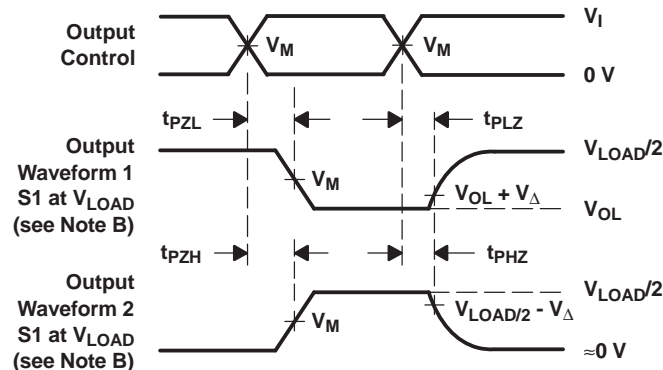 Output
Control
V_M
V_M
V_I
0 V
t_PZL
t_PLZ
Output
Waveform 1
S1 at V_LOAD
(see Note B)
V_M
V_OL + V_Δ
V_LOAD/2
V_OL
t_PZH
t_PHZ
Output
Waveform 2
S1 at V_LOAD
(see Note B)
V_M
V_LOAD/2 - V_Δ
V_LOAD/2
≈0 V